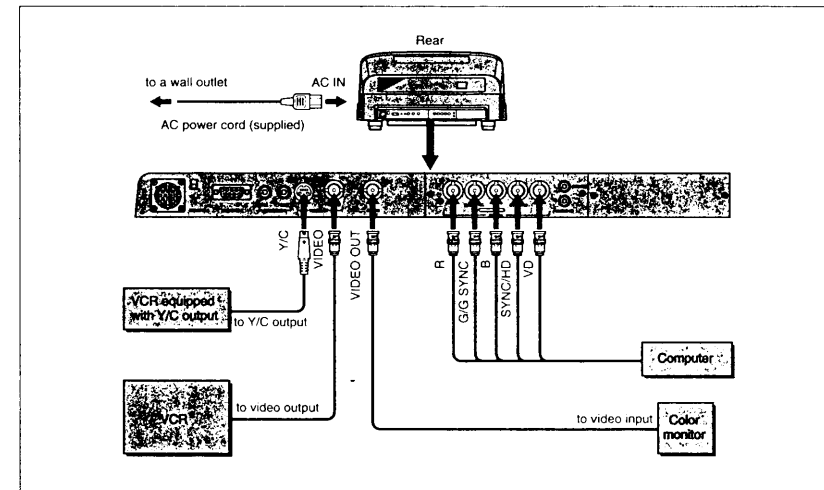 Rear
to a wall outlet
AC IN
AC power cord (supplied)
Y/C
VIDEO
VIDEO OUT
R
G/G SYNC
B
SYNC/HD
VD
VCR equipped
with Y/C output
to Y/C output
Computer
VCR
to video output
to video input
Color
monitor